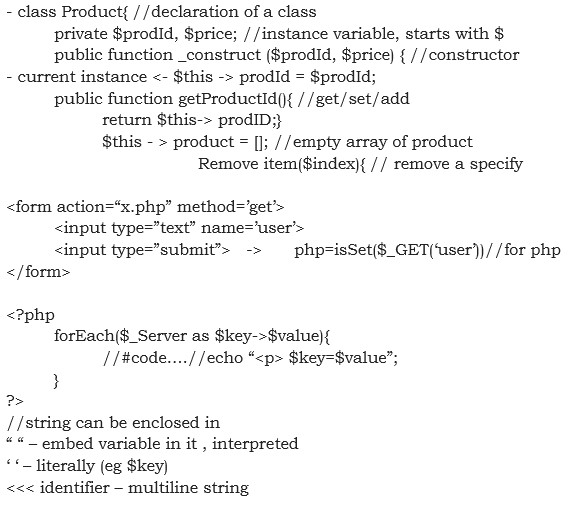 - class Product{ //declaration of a class
private $prodId, $price; //instance variable, starts with $
public function _construct ($prodId, $price) { //constructor
- current instance <- $this -> prodId = $prodId;
public function getProductId(){ //get/set/add
return $this-> prodID;}
$this - > product = []; //empty array of product
Remove item($index){ // remove a specify
<form action=“x.php” method=’get’>
<input type=”text” name=’user’>
<input type=”submit”> -> php=isSet($_GET(‘user’))//for php
</form>
<?php
forEach($_Server as $key->$value){
//#code....//echo “<p> $key=$value”;
}
?>
//string can be enclosed in
“ “ – embed variable in it , interpreted
‘ ‘ – literally (eg $key)
<<< identifier – multiline string